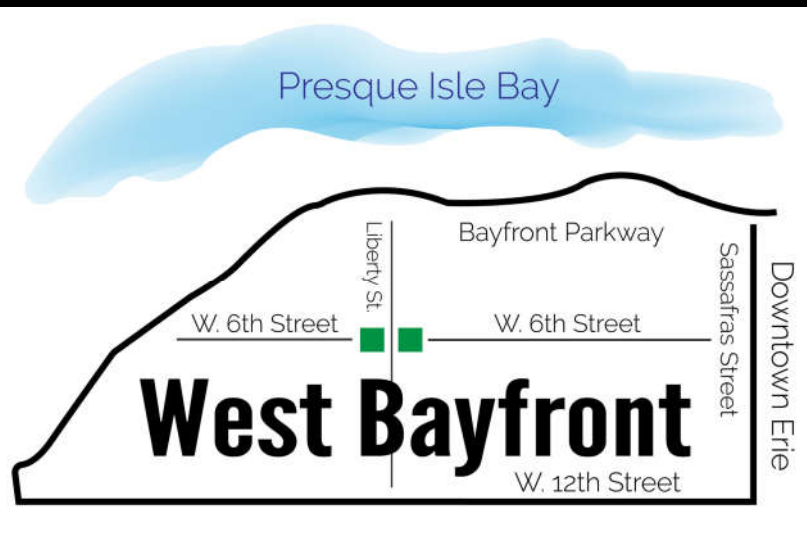 Presque Isle Bay
Liberty St.
Bayfront Parkway
Sassafras Street
Downtown Erie
W. 6th Street
W. 6th Street
West Bayfront
W. 12th Street